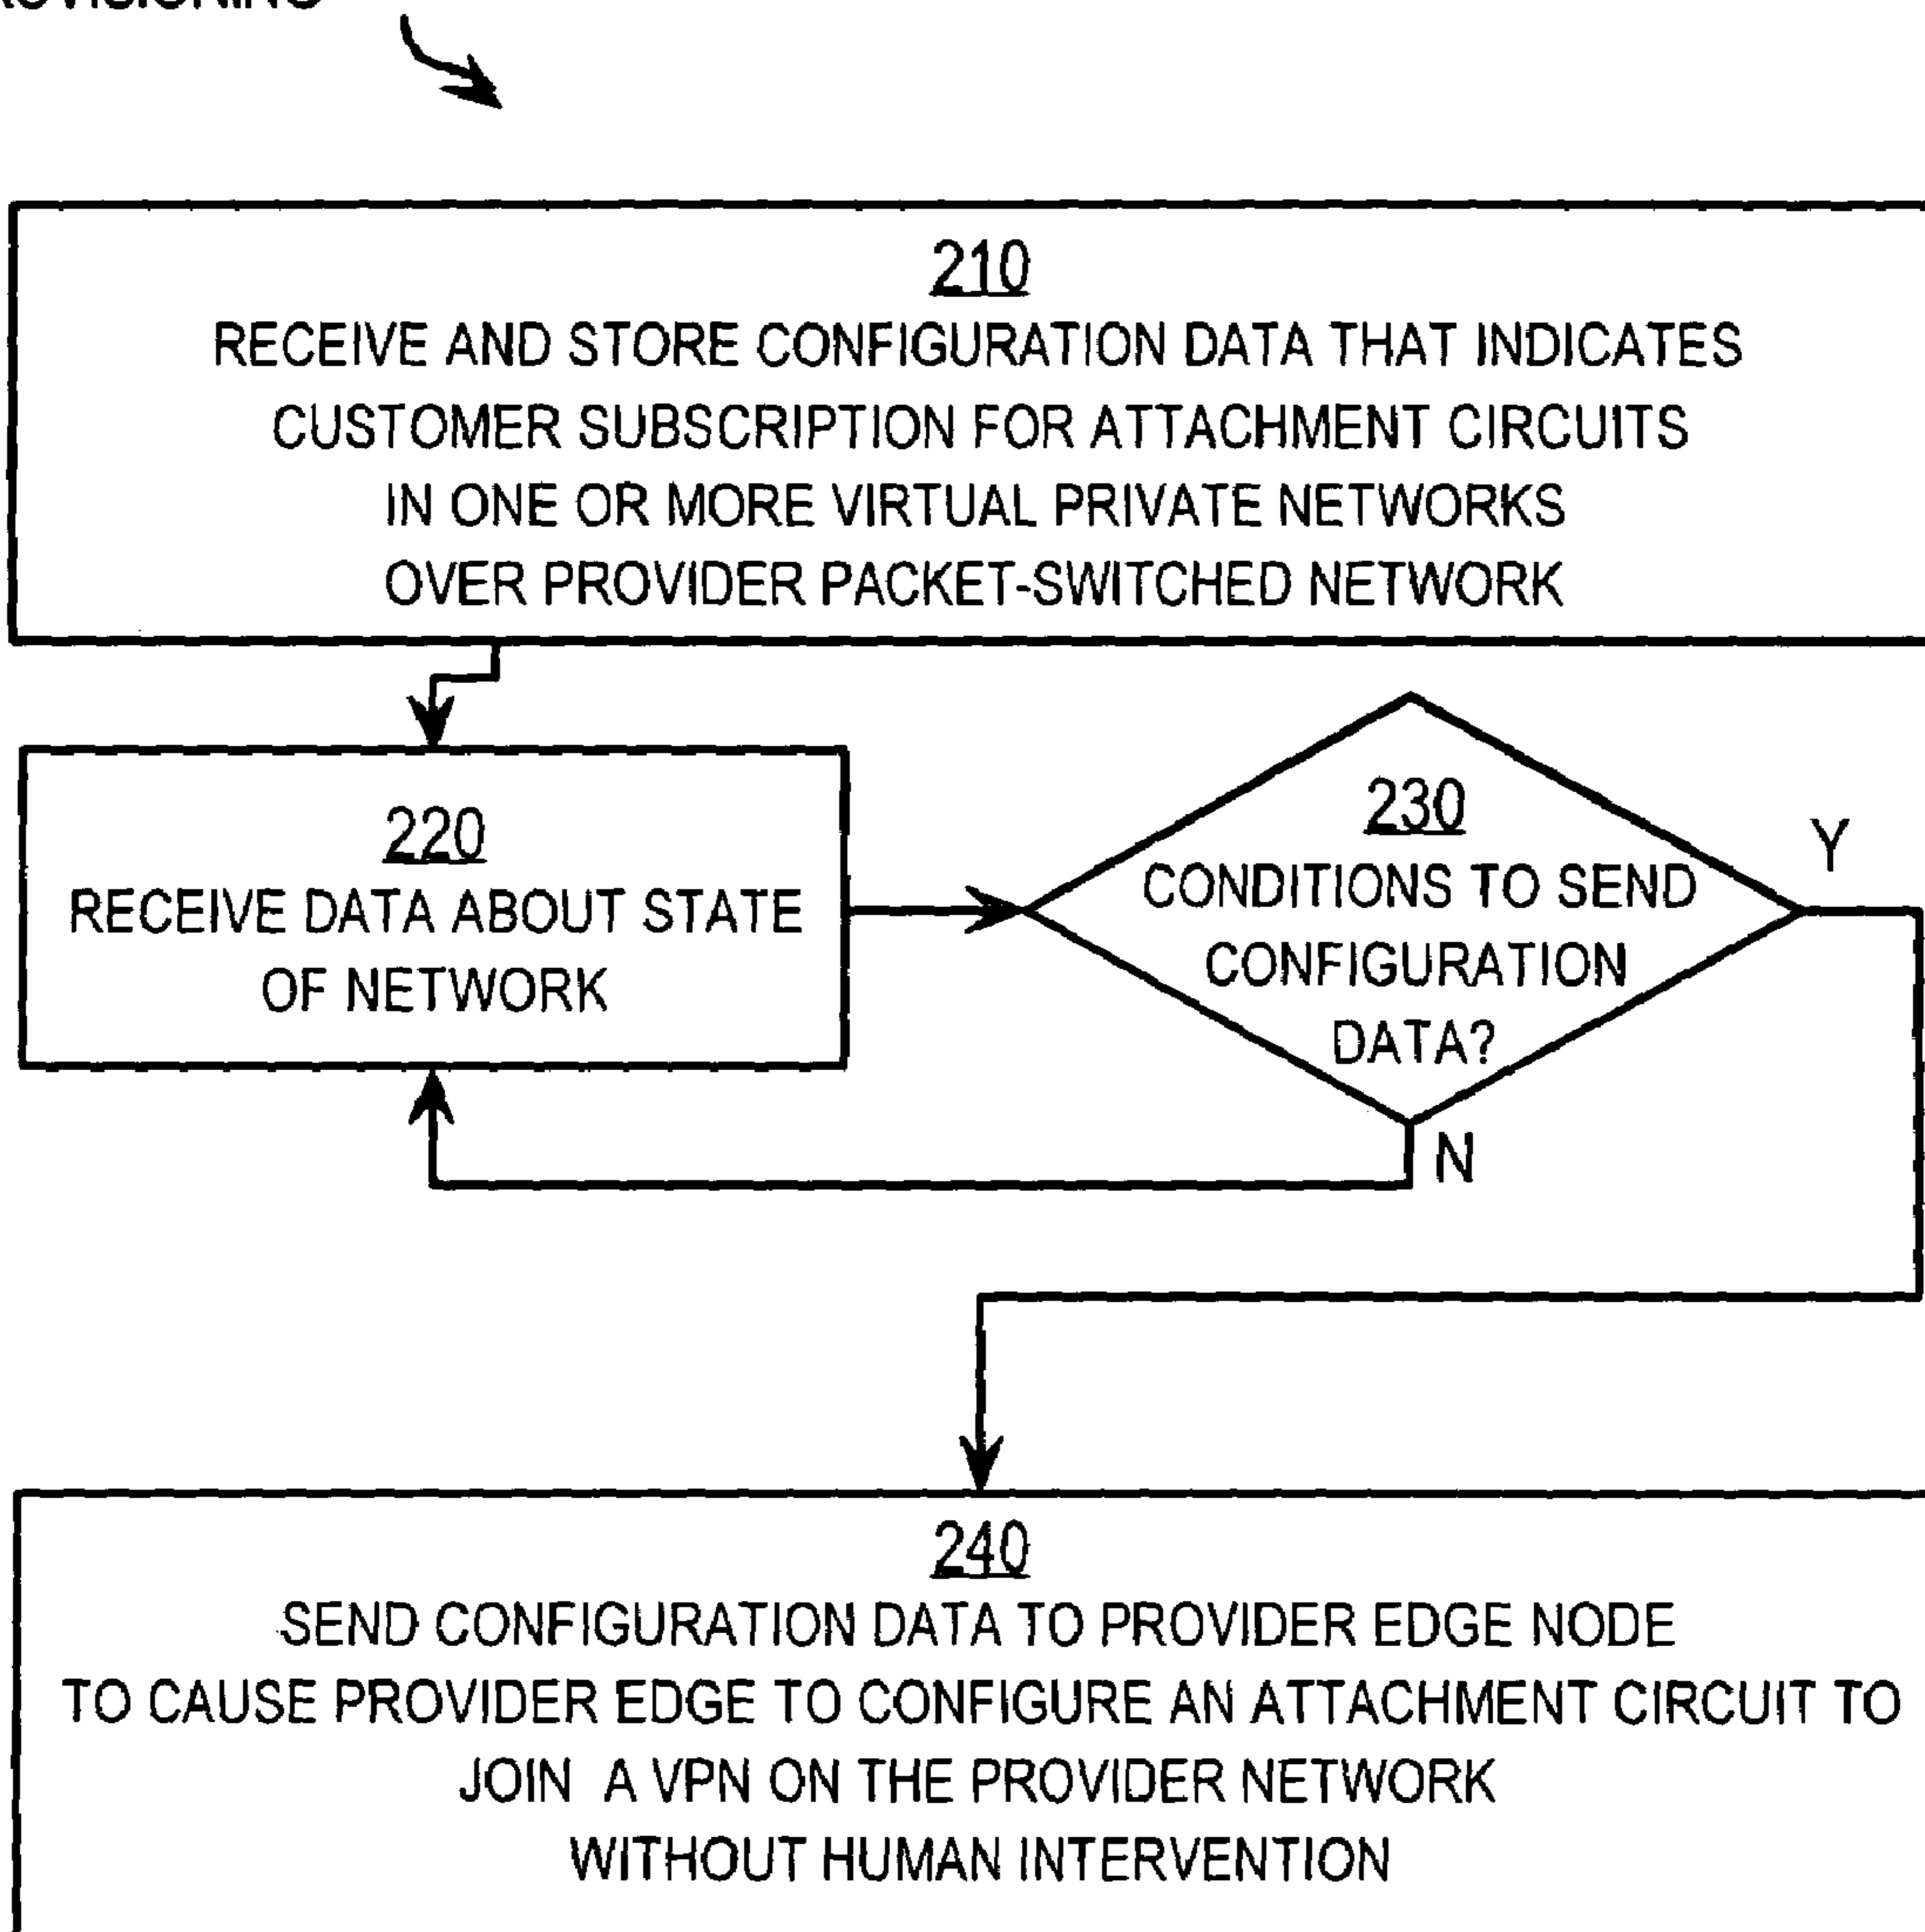 210
RECEIVE AND STORE CONFIGURATION DATA THAT INDICATES
CUSTOMER SUBSCRIPTION FOR ATTACHMENT CIRCUITS
IN ONE OR MORE VIRTUAL PRIVATE NETWORKS
OVER PROVIDER PACKET-SWITCHED NETWORK
220
RECEIVE DATA ABOUT STATE
OF NETWORK
230
CONDITIONS TO SEND
CONFIGURATION
DATA?
Y
N
240
SEND CONFIGURATION DATA TO PROVIDER EDGE NODE
TO CAUSE PROVIDER EDGE TO CONFIGURE AN ATTACHMENT CIRCUIT TO
JOIN A VPN ON THE PROVIDER NETWORK
WITHOUT HUMAN INTERVENTION